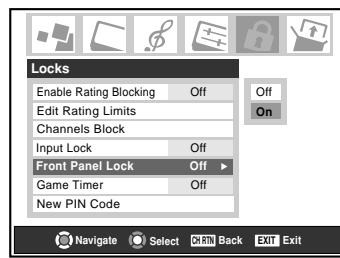 Locks
Enable Rating Blocking Off
Edit Rating Limits
Channels Block
Input Lock Off
Front Panel Lock Off ►
Game Timer Off
New PIN Code
Off
On
Navigate Select CH RTN Back EXIT Exit